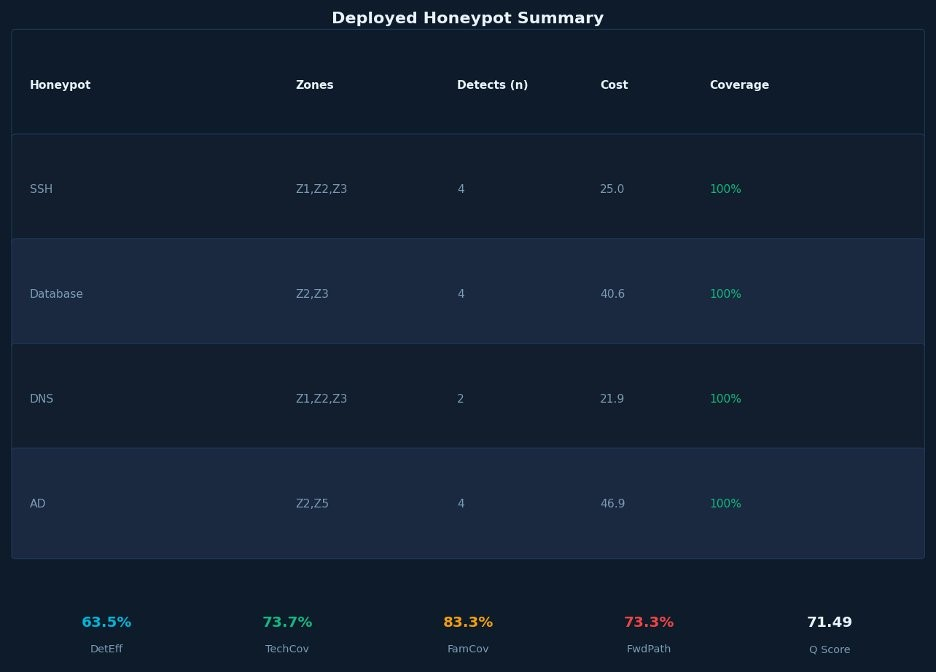 Deployed Honeypot Summary
Honeypot Zones Detects (n) Cost Coverage
SSH Z1,Z2,Z3 4 25.0 100%
Database Z2,Z3 4 40.6 100%
DNS Z1,Z2,Z3 2 21.9 100%
AD Z2,Z5 4 46.9 100%
63.5% 73.7% 83.3% 73.3% 71.49
DetEff TechCov FamCov FwdPath Q Score